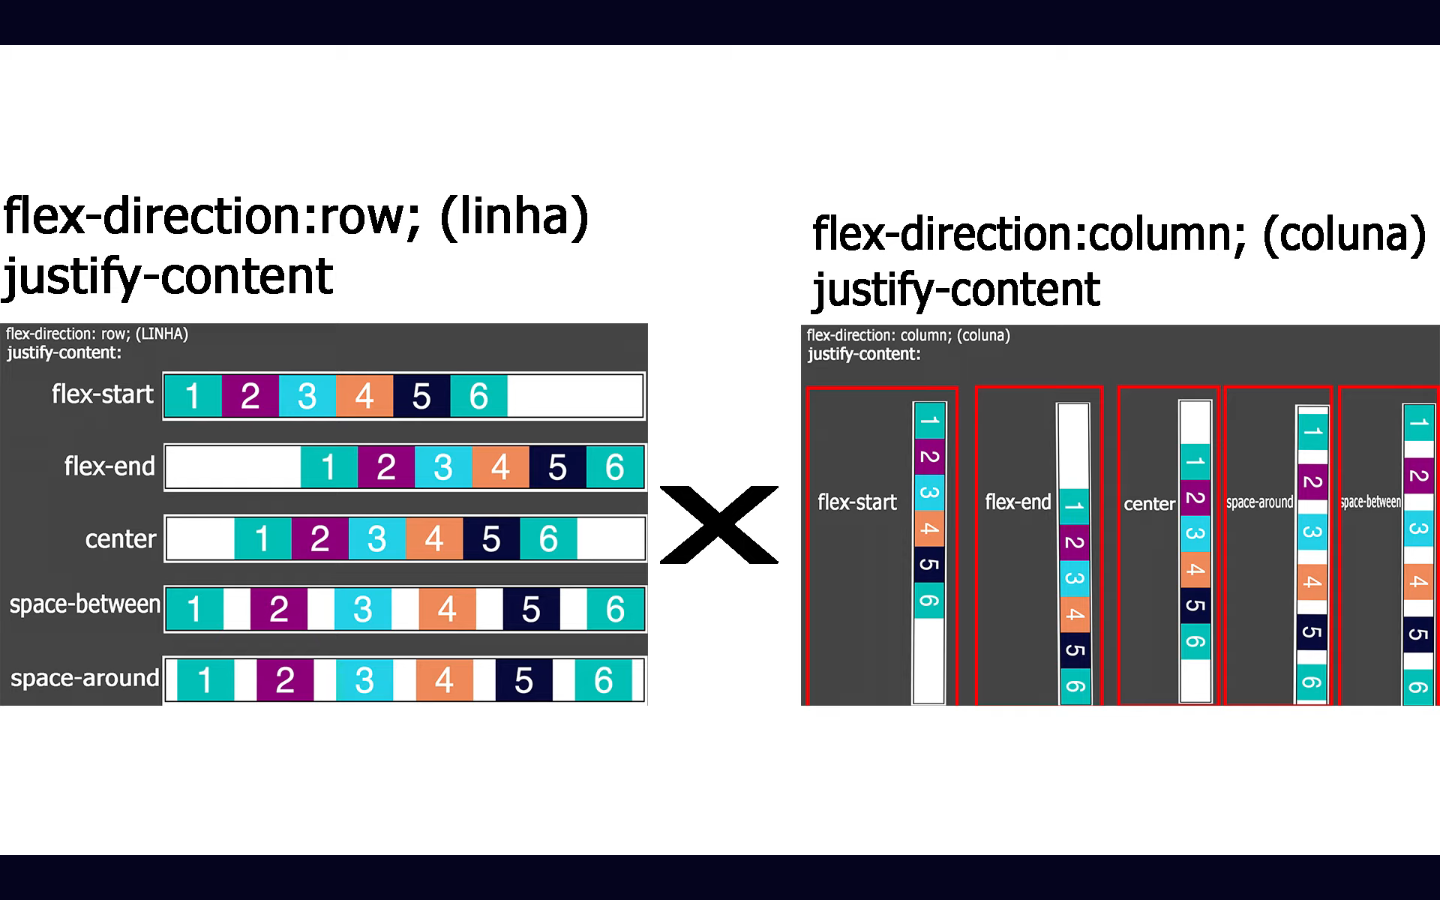 flex-direction:row; (linha)
justify-content
flex-direction: row; (LINHA)
justify-content:
flex-start 1 2 3 4 5 6
flex-end 1 2 3 4 5 6
center 1 2 3 4 5 6
space-between 1 2 3 4 5 6
space-around 1 2 3 4 5 6
X
flex-direction:column; (coluna)
justify-content
flex-direction: column; (coluna)
justify-content:
flex-start
1
2
3
4
5
6
flex-end
1
2
3
4
5
6
center
1
2
3
4
5
6
space-around
1
2
3
4
5
6
space-between
1
2
3
4
5
6